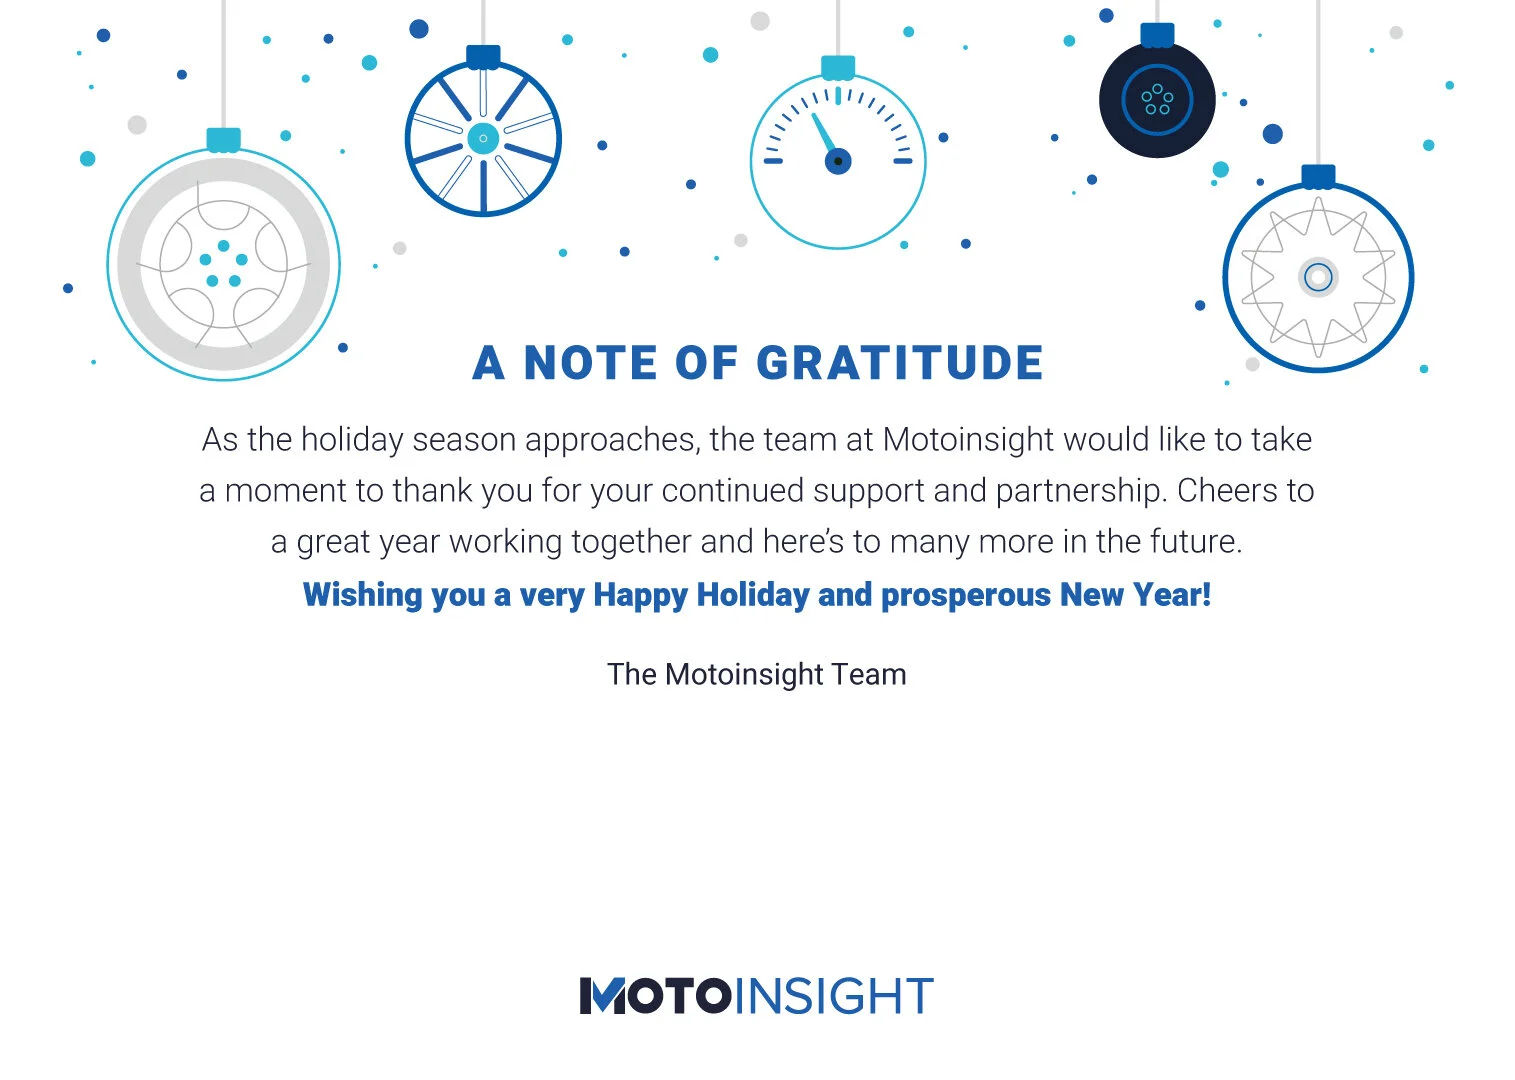 A NOTE OF GRATITUDE
As the holiday season approaches, the team at Motoinsight would like to take
a moment to thank you for your continued support and partnership. Cheers to
a great year working together and here’s to many more in the future.
Wishing you a very Happy Holiday and prosperous New Year!
The Motoinsight Team
MOTOINSIGHT